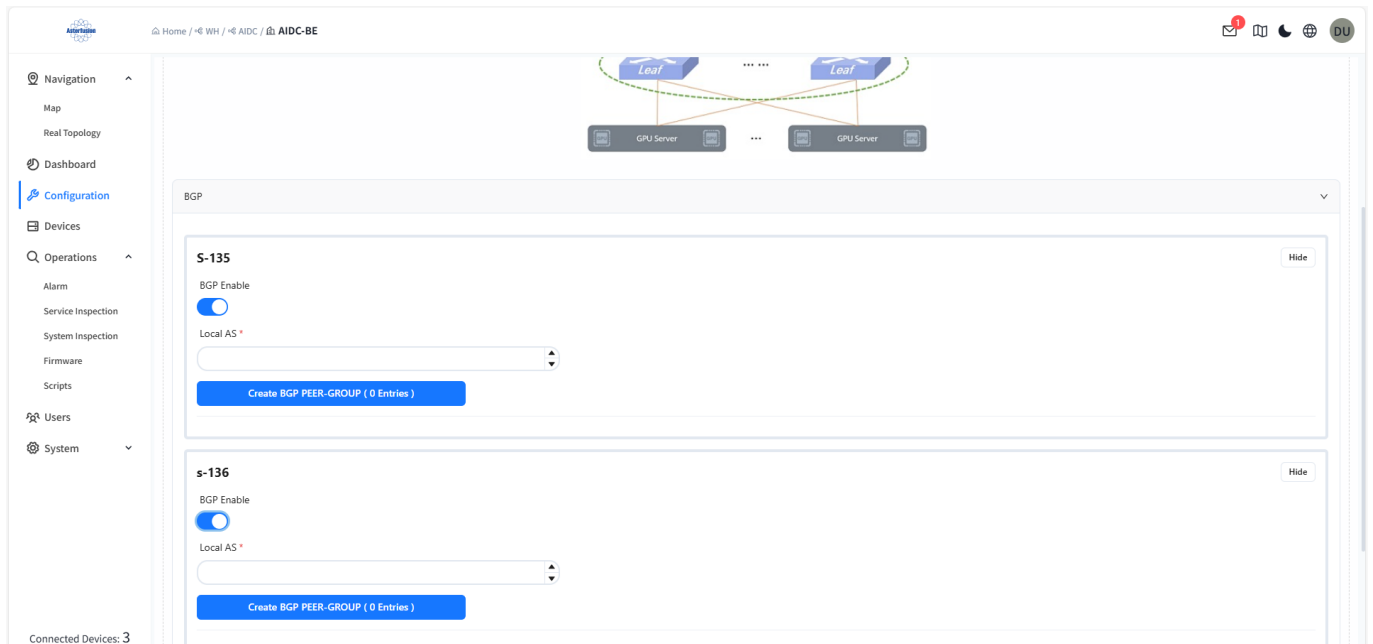 Asterfusion
Home / WH / AIDC / AIDC-BE
1
DU
Navigation
Map
Real Topology
Dashboard
Configuration
Devices
Operations
Alarm
Service Inspection
System Inspection
Firmware
Scripts
Users
System
Connected Devices: 3
Leaf
... ...
Leaf
GPU Server
...
GPU Server
BGP
S-135
Hide
BGP Enable
Local AS *
Create BGP PEER-GROUP ( 0 Entries )
s-136
Hide
BGP Enable
Local AS *
Create BGP PEER-GROUP ( 0 Entries )